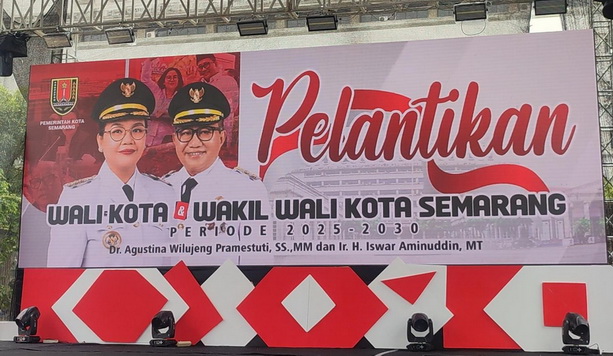 PEMERINTAH KOTA
SEMARANG
Pelantikan
WALI KOTA & WAKIL WALI KOTA SEMARANG
PERIODE 2025-2030
Dr. Agustina Wilujeng Pramestuti, SS.,MM dan Ir. H. Iswar Aminuddin, MT